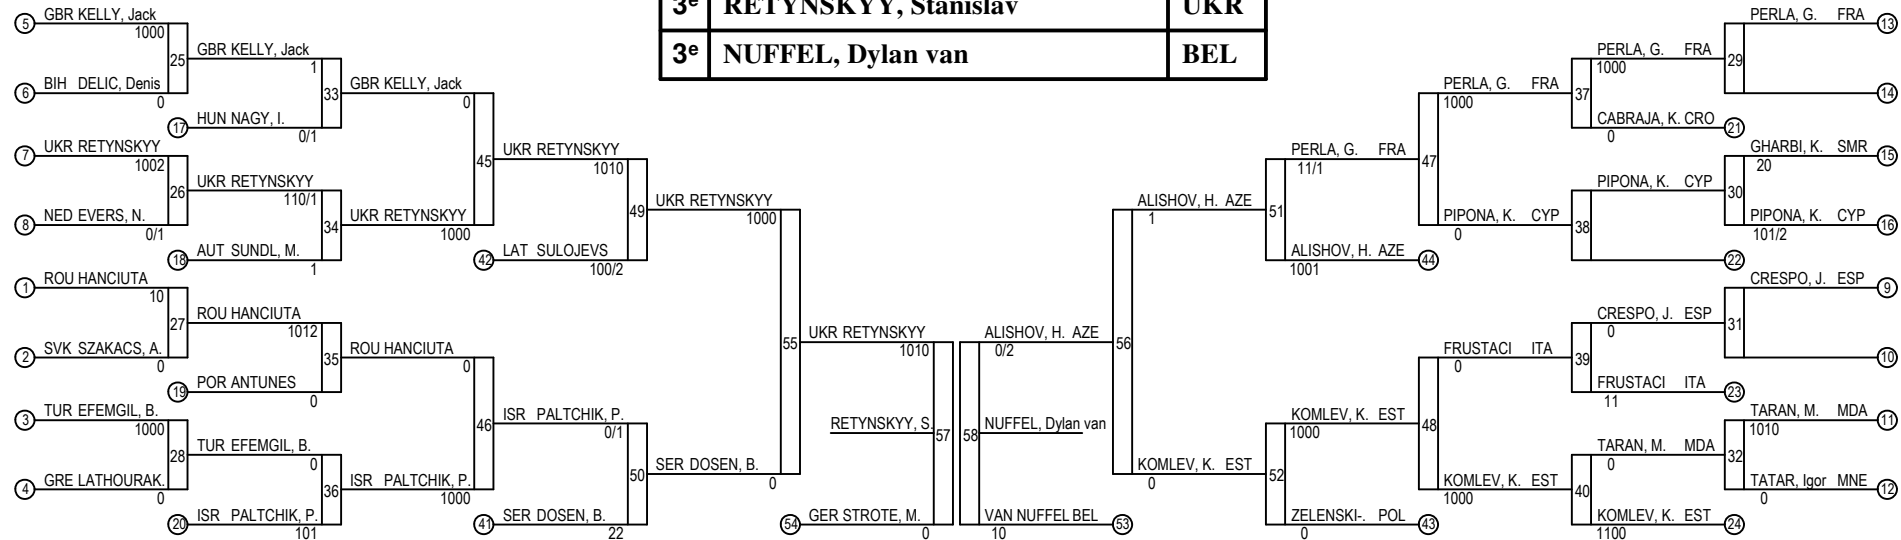 3e RETYNSKYY, Stanislav UKR
3e NUFFEL, Dylan van BEL
5 GBR KELLY, Jack
1000
25
GBR KELLY, Jack
1
6 BIH DELIC, Denis
0
33
GBR KELLY, Jack
0
17 HUN NAGY, I.
0/1
7 UKR RETYNSKYY
1002
26
UKR RETYNSKYY
110/1
8 NED EVERS, N.
0/1
34
UKR RETYNSKYY
1000
18 AUT SUNDL, M.
1
45
UKR RETYNSKYY
1010
49
UKR RETYNSKYY
1000
42 LAT SULOJEVS
100/2
1 ROU HANCIUTA
10
27
ROU HANCIUTA
1012
2 SVK SZAKACS, A.
0
35
ROU HANCIUTA
0
19 POR ANTUNES
0
3 TUR EFEMGIL, B.
1000
28
TUR EFEMGIL, B.
0
4 GRE LATHOURAK.
0
36
ISR PALTCHIK, P.
1000
20 ISR PALTCHIK, P.
101
46
ISR PALTCHIK, P.
0/1
50
SER DOSEN, B.
0
41 SER DOSEN, B.
22
55
UKR RETYNSKYY
1010
RETYNSKYY, S.
57
54 GER STROTE, M.
0
ALISHOV, H. AZE
0/2
58
NUFFEL, Dylan van
VAN NUFFEL BEL 53
10
56
ALISHOV, H. AZE
1
51
PERLA, G. FRA
11/1
ALISHOV, H. AZE 44
1001
KOMLEV, K. EST
0
52
KOMLEV, K. EST
1000
ZELENSKI-. POL 43
0
47
PERLA, G. FRA
1000
PIPONA, K. CYP
0
48
FRUSTACI ITA
0
KOMLEV, K. EST
1000
37
PERLA, G. FRA
1000
CABRAJA, K. CRO 21
0
38
PIPONA, K. CYP
22
39
CRESPO, J. ESP
0
FRUSTACI ITA 23
11
40
TARAN, M. MDA
0
KOMLEV, K. EST 24
1100
29
PERLA, G. FRA 13
14
30
GHARBI, K. SMR 15
20
PIPONA, K. CYP 16
101/2
31
CRESPO, J. ESP 9
10
32
TARAN, M. MDA 11
1010
TATAR, Igor MNE 12
0